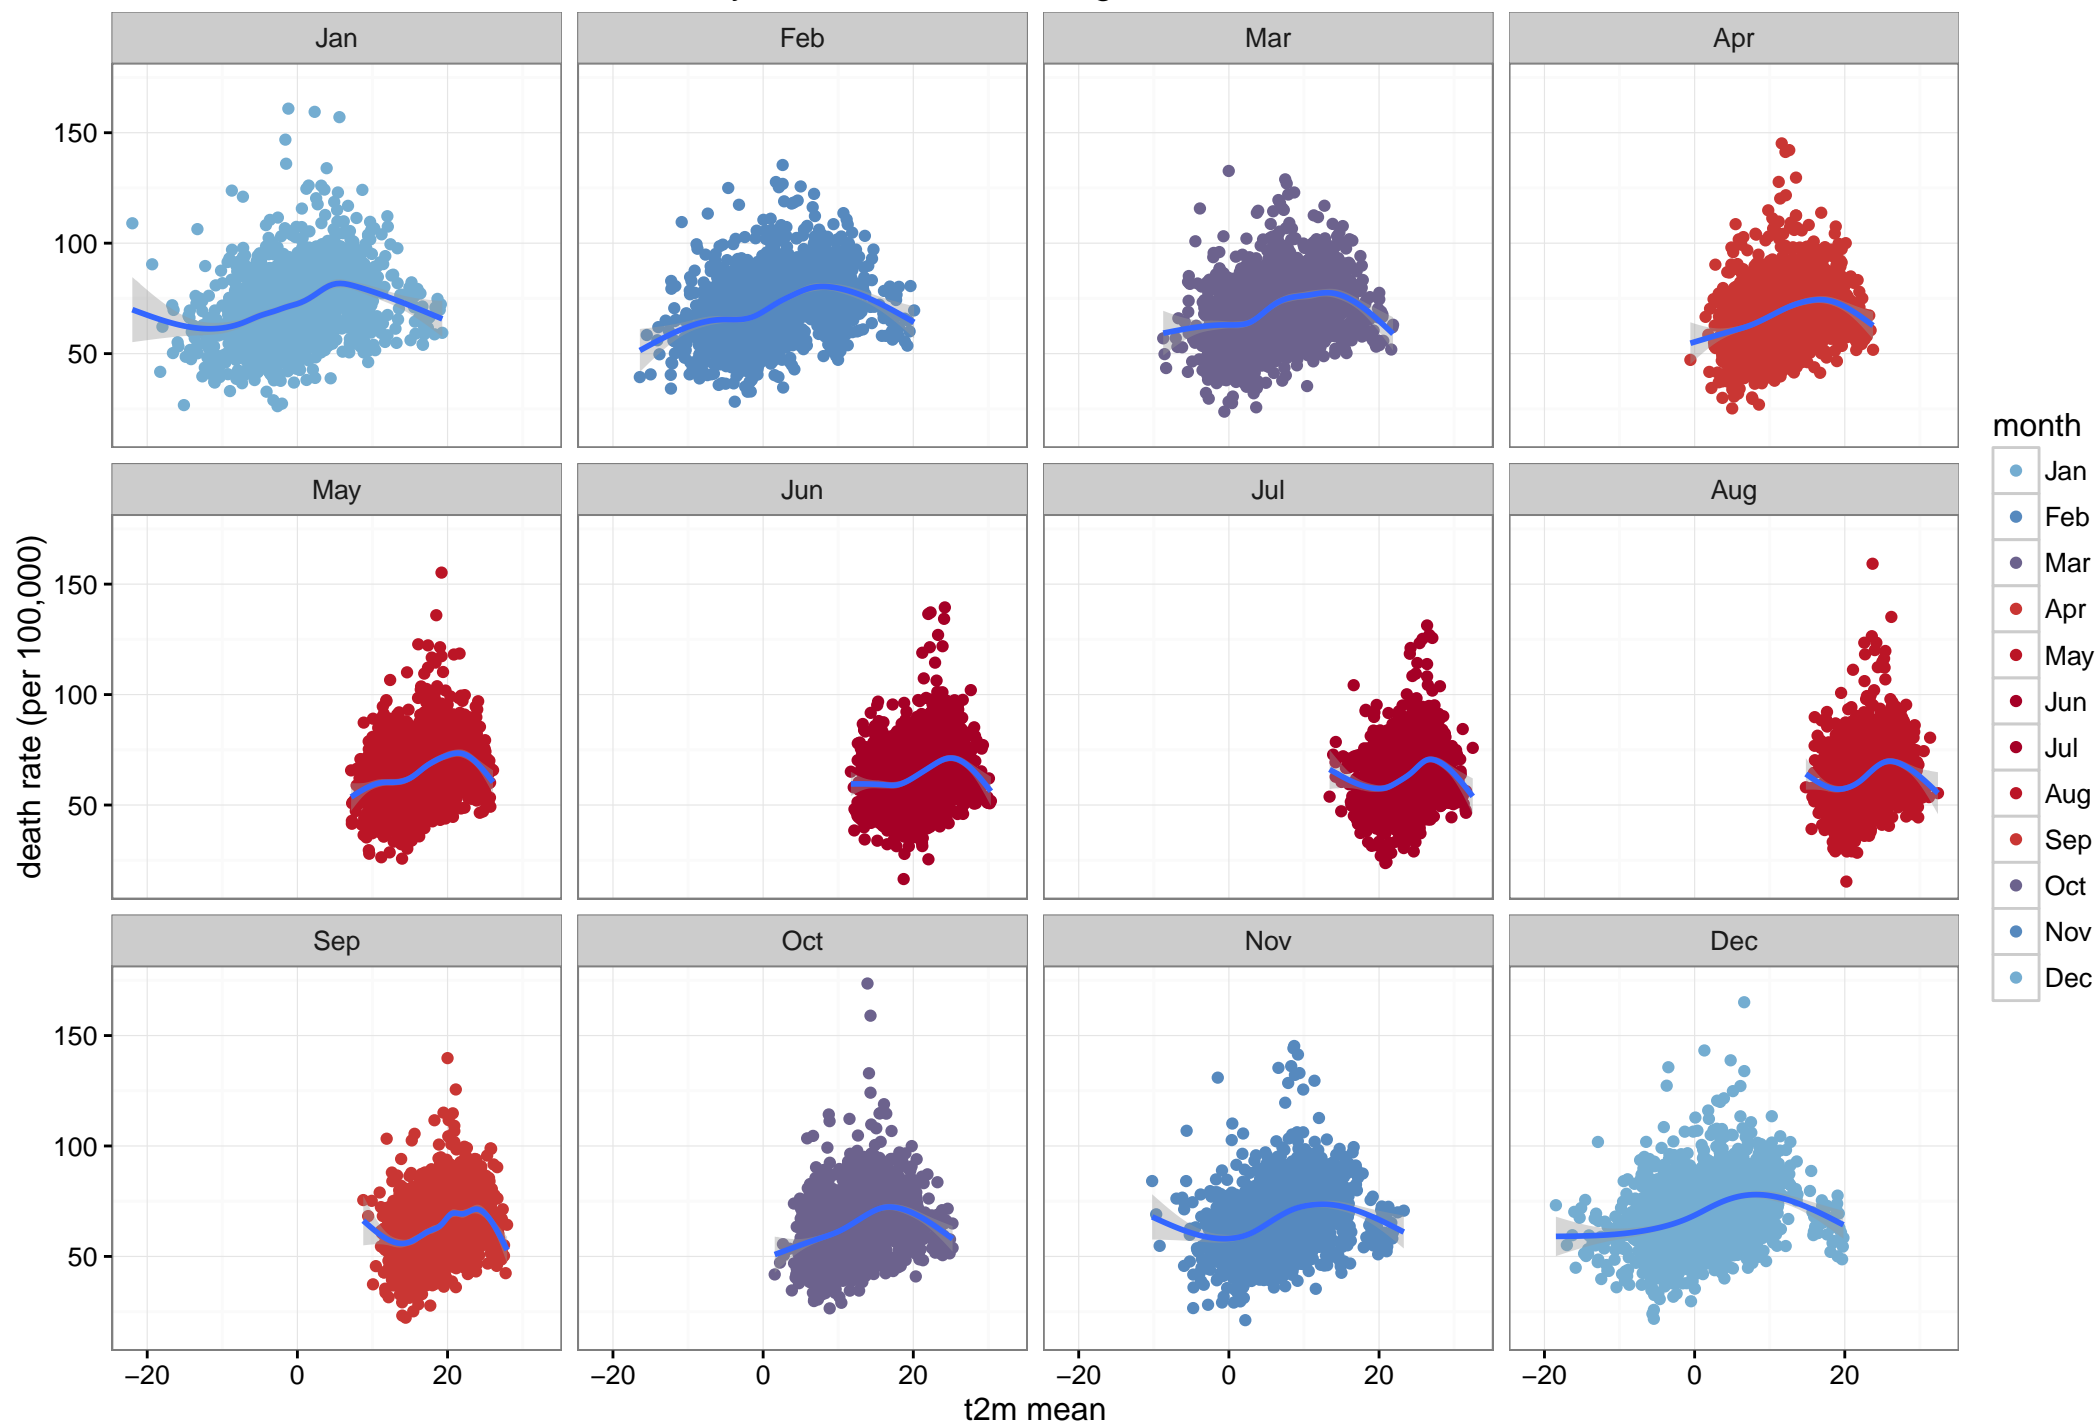 Jan Feb Mar Apr
150
100
50
May Jun Jul Aug
150
100
50
Sep Oct Nov Dec
150
100
50
−20 0 20 −20 0 20 −20 0 20 −20 0 20
t2m mean
death rate (per 100,000)
month
Jan
Feb
Mar
Apr
May
Jun
Jul
Aug
Sep
Oct
Nov
Dec